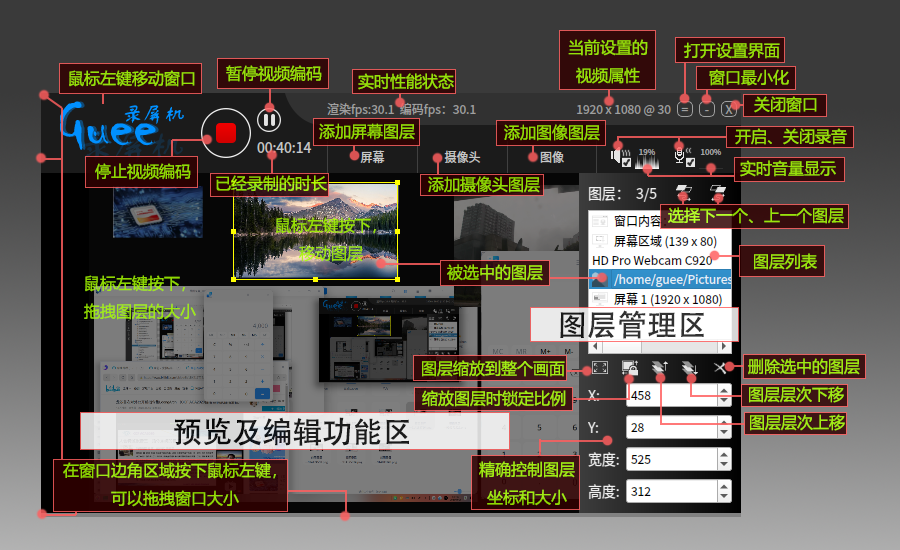 当前设置的
视频属性
打开设置界面
鼠标左键移动窗口
暂停视频编码
实时性能状态
窗口最小化
关闭窗口
录屏机
Guee
渲染fps:30.1 编码fps: 30.1
1920 x 1080 @ 30
=
-
X
添加屏幕图层
添加图像图层
开启、关闭录音
00:40:14
屏幕
摄像头
图像
19%
100%
停止视频编码
已经录制的时长
添加摄像头图层
实时音量显示
图层: 3/5
选择下一个、上一个图层
窗口内容
屏幕区域 (139 x 80)
HD Pro Webcam C920
图层列表
鼠标左键按下，
移动图层
被选中的图层
/home/guee/Pictures
屏幕 1 (1920 x 1080)
鼠标左键按下，
拖拽图层的大小
图层管理区
图层缩放到整个画面
删除选中的图层
缩放图层时锁定比例
X:
458
图层层次下移
图层层次上移
预览及编辑功能区
Y:
28
在窗口边角区域按下鼠标左键，
可以拖拽窗口大小
精确控制图层
坐标和大小
宽度:
525
高度:
312